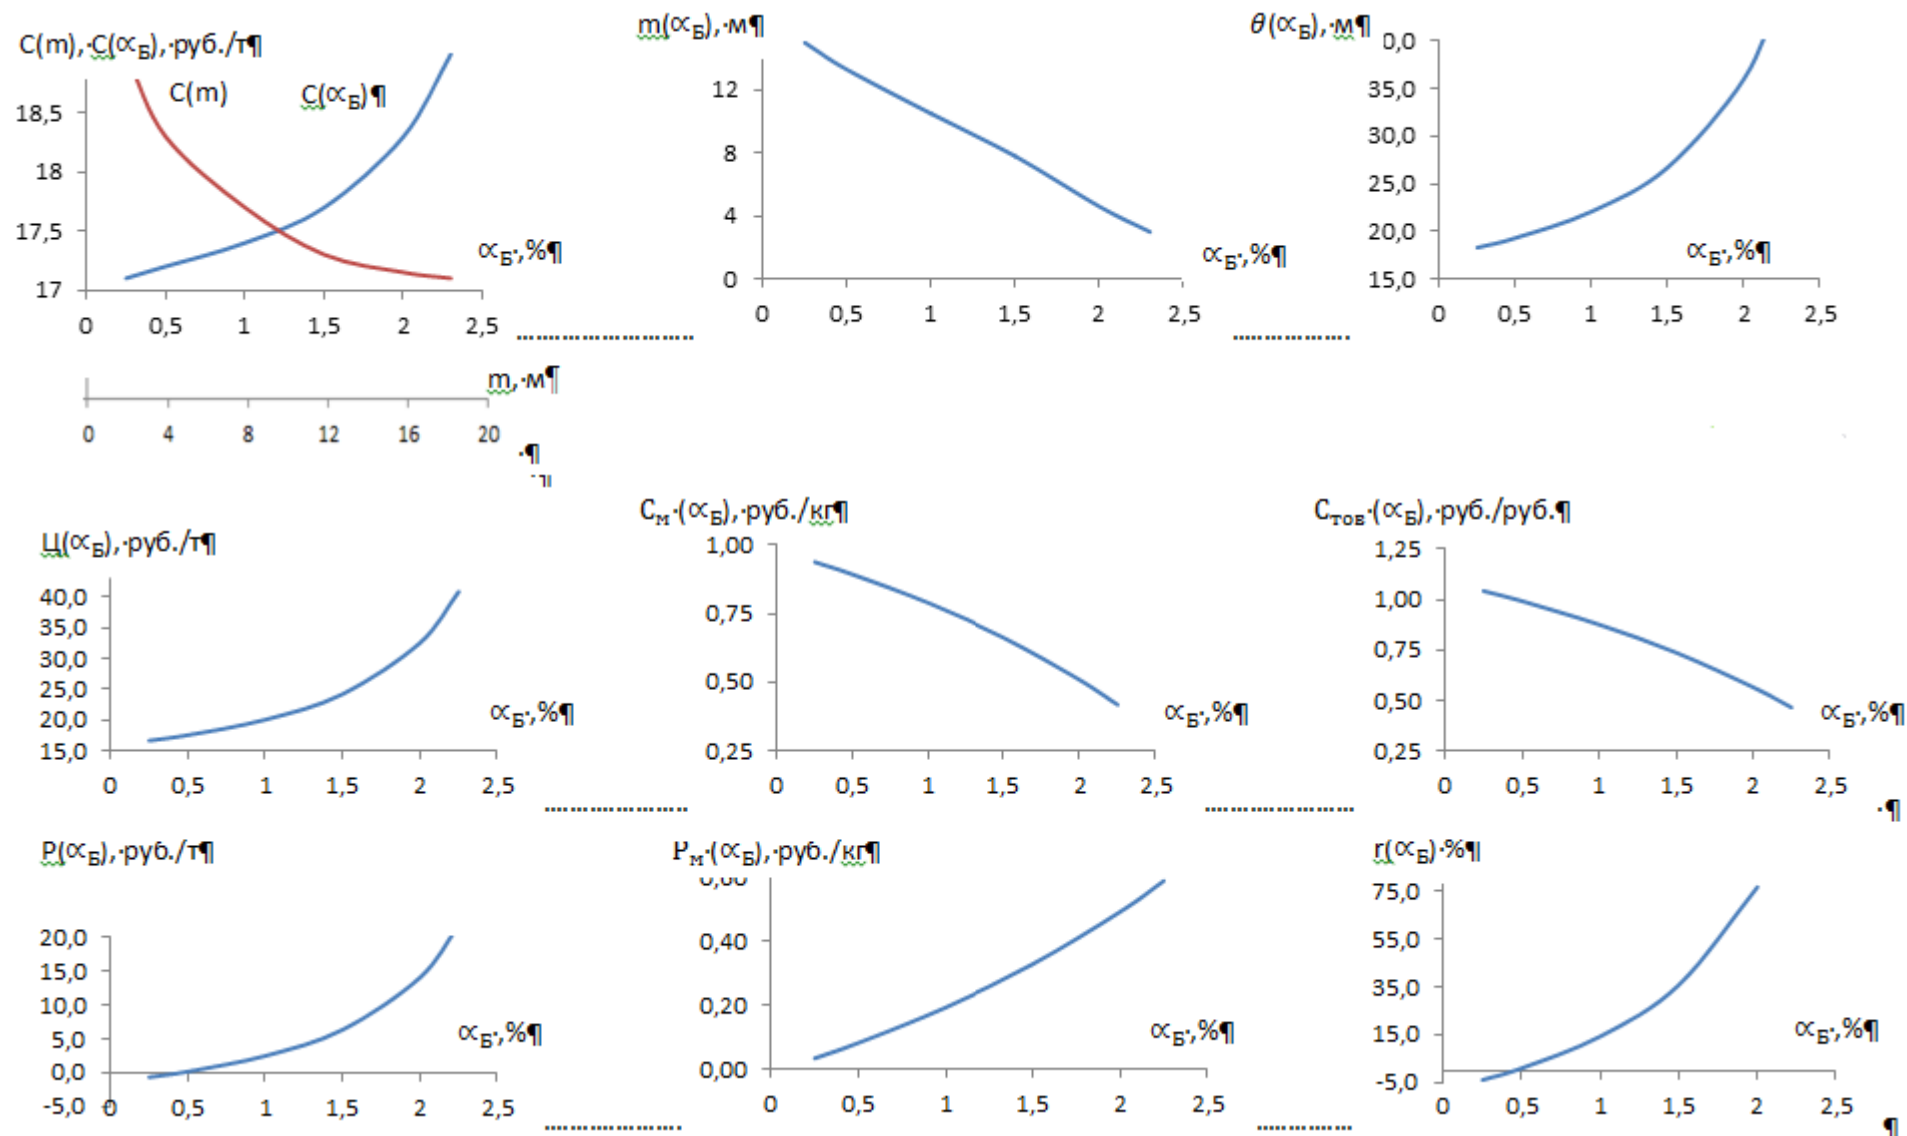 C(m),·C(∝Б),·руб./т¶
C(m)
C(∝Б)¶
18,5
18
17,5
17
0 0,5 1 1,5 2 2,5
∝Б·,%¶
m,·м¶
0 4 8 12 16 20
·¶
m(∝Б),·м¶
12
8
4
0
0 0,5 1 1,5 2 2,5
∝Б·,%¶
θ(∝Б),·м¶
35,0
30,0
25,0
20,0
15,0
0 0,5 1 1,5 2 2,5
∝Б·,%¶
Ц(∝Б),·руб./т¶
40,0
35,0
30,0
25,0
20,0
15,0
0 0,5 1 1,5 2 2,5
∝Б·,%¶
Cм·(∝Б),·руб./кг¶
1,00
0,75
0,50
0,25
0 0,5 1 1,5 2 2,5
∝Б·,%¶
Cтов·(∝Б),·руб./руб.¶
1,25
1,00
0,75
0,50
0,25
0 0,5 1 1,5 2 2,5
∝Б·,%¶
·¶
P(∝Б),·руб./т¶
20,0
15,0
10,0
5,0
0,0
-5,0
0 0,5 1 1,5 2 2,5
∝Б·,%¶
Pм·(∝Б),·руб./кг¶
0,40
0,20
0,00
0 0,5 1 1,5 2 2,5
∝Б·,%¶
r(∝Б)·%¶
75,0
55,0
35,0
15,0
-5,0
0 0,5 1 1,5 2 2,5
∝Б·,%¶
¶